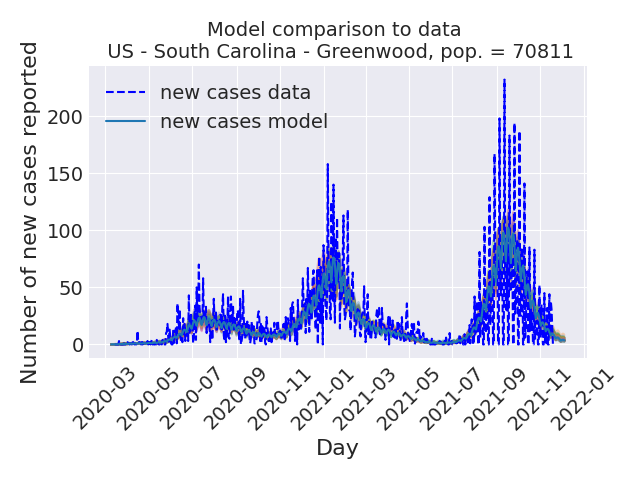 Model comparison to data
US - South Carolina - Greenwood, pop. = 70811
new cases data
new cases model
Number of new cases reported
200
150
100
50
0
2020-03
2020-05
2020-07
2020-09
2020-11
2021-01
2021-03
2021-05
2021-07
2021-09
2021-11
2022-01
Day